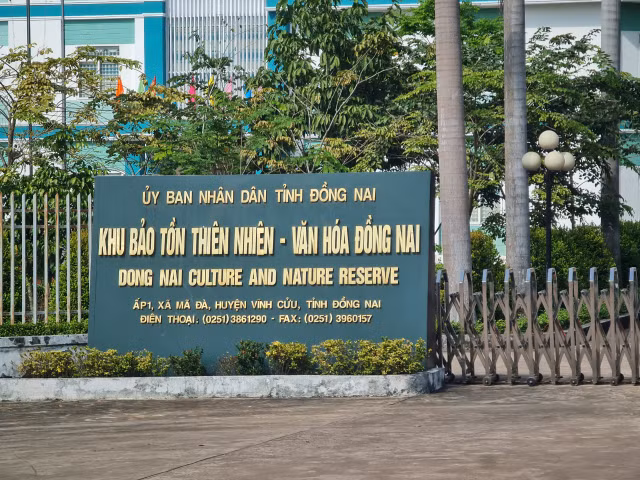 ỦY BAN NHÂN DÂN TỈNH ĐỒNG NAI
KHU BẢO TỒN THIÊN NHIÊN - VĂN HÓA ĐỒNG NAI
DONG NAI CULTURE AND NATURE RESERVE
ẤP1, XÃ MÃ ĐÀ, HUYỆN VĨNH CỬU, TỈNH ĐỒNG NAI
ĐIỆN THOẠI. (0251) 3861290 - FAX: (0251) 3960157